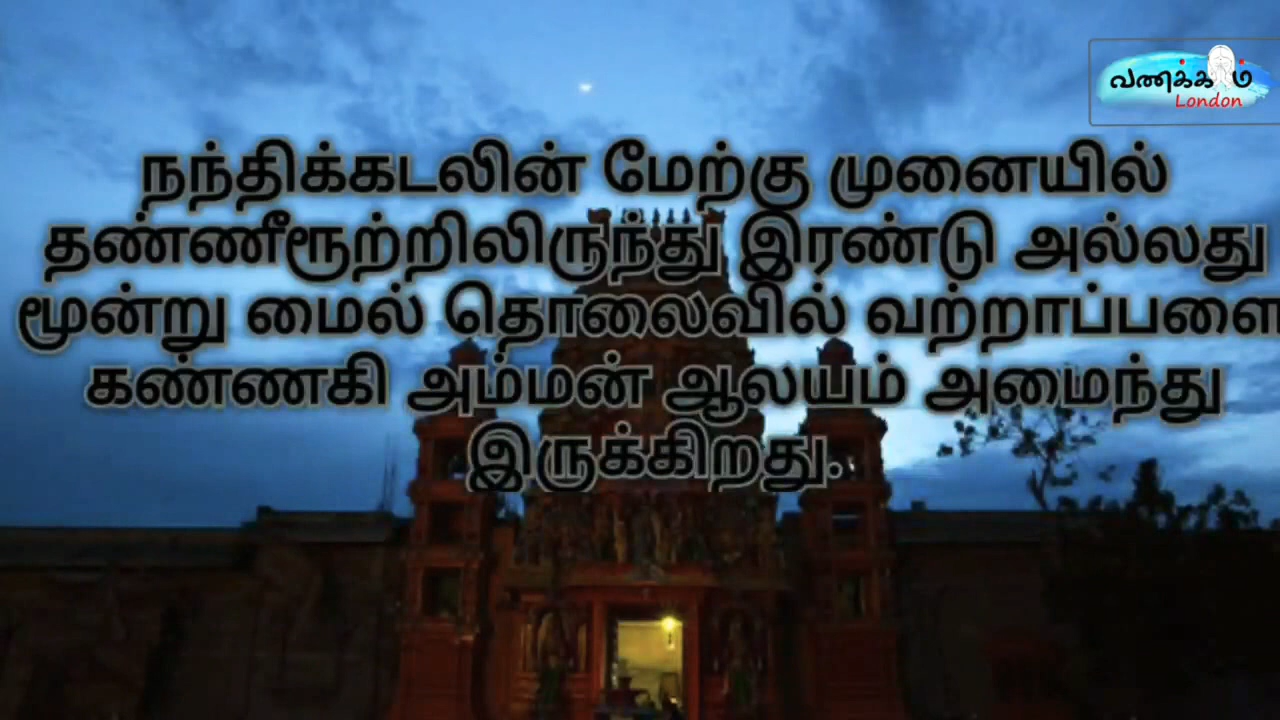 வணக்கம்
London
நந்திக்கடலின் மேற்கு முனையில்
தண்ணீரூற்றிலிருந்து இரண்டு அல்லது
மூன்று மைல் தொலைவில் வற்றாப்பளை
கண்ணகி அம்மன் ஆலயம் அமைந்து
இருக்கிறது.